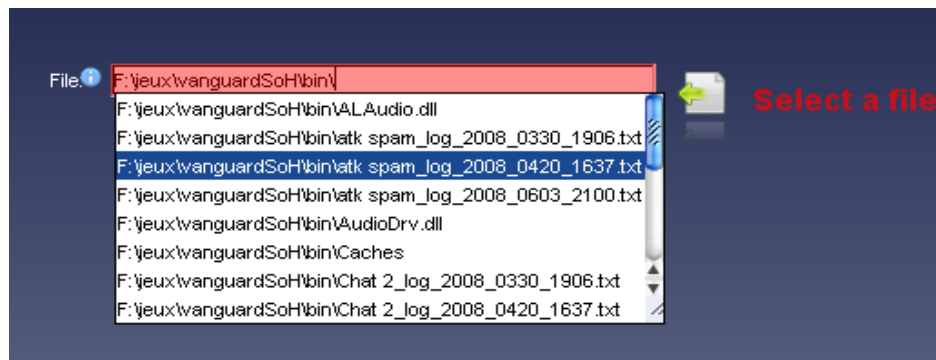 File:
F:\jeux\vanguardSoH\bin\
Select a file
F:\jeux\vanguardSoH\bin\ALAudio.dll
F:\jeux\vanguardSoH\bin\atk spam_log_2008_0330_1906.txt
F:\jeux\vanguardSoH\bin\atk spam_log_2008_0420_1637.txt
F:\jeux\vanguardSoH\bin\atk spam_log_2008_0603_2100.txt
F:\jeux\vanguardSoH\bin\AudioDrv.dll
F:\jeux\vanguardSoH\bin\Caches
F:\jeux\vanguardSoH\bin\Chat 2_log_2008_0330_1906.txt
F:\jeux\vanguardSoH\bin\Chat 2_log_2008_0420_1637.txt